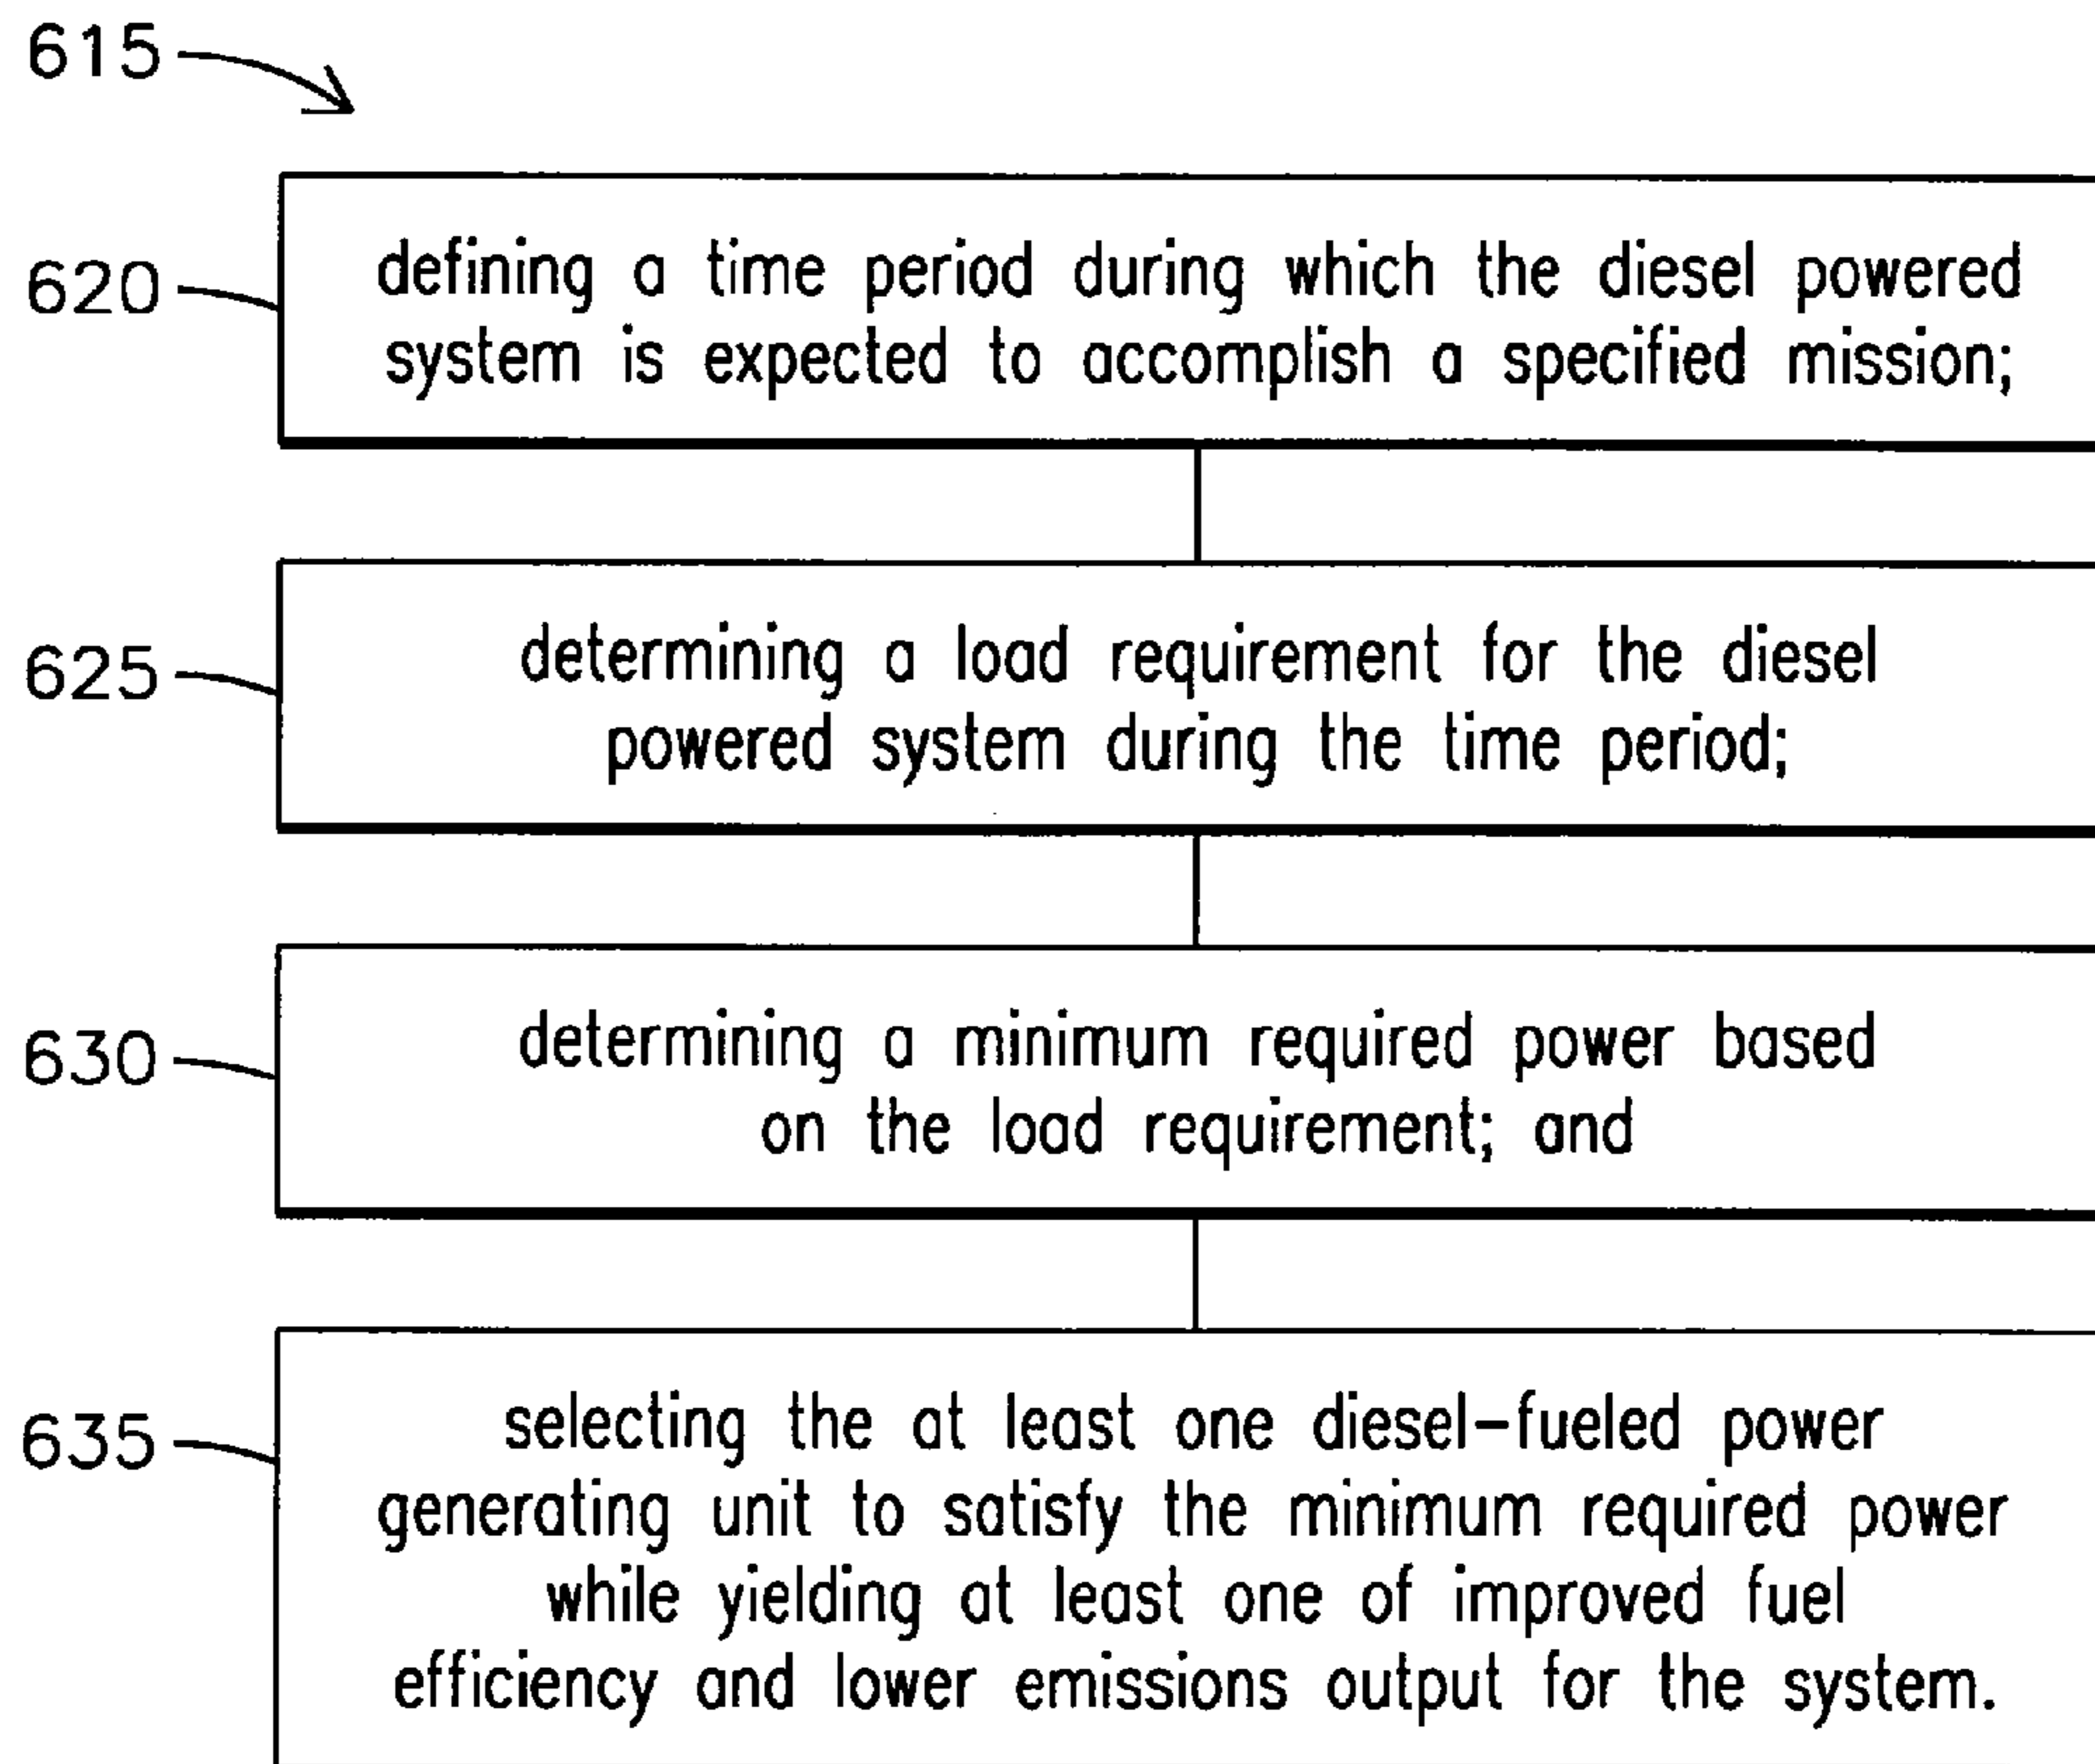 615
620
defining a time period during which the diesel powered
system is expected to accomplish a specified mission;
625
determining a load requirement for the diesel
powered system during the time period;
630
determining a minimum required power based
on the load requirement; and
635
selecting the at least one diesel-fueled power
generating unit to satisfy the minimum required power
while yielding at least one of improved fuel
efficiency and lower emissions output for the system.